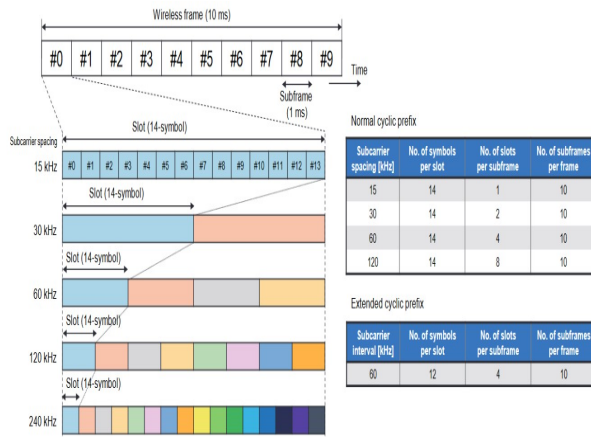 Wireless frame (10 ms)
#0 #1 #2 #3 #4 #5 #6 #7 #8 #9
Time
Subframe
(1 ms)
Subcarrier spacing
Slot (14-symbol)
15 kHz
#0 #1 #2 #3 #4 #5 #6 #7 #8 #9 #10 #11 #12 #13
Slot (14-symbol)
30 kHz
Slot (14-symbol)
60 kHz
Slot (14-symbol)
120 kHz
Slot (14-symbol)
240 kHz
Normal cyclic prefix
Subcarrier spacing [kHz] No. of symbols per slot No. of slots per subframe No. of subframes per frame
15 14 1 10
30 14 2 10
60 14 4 10
120 14 8 10
Extended cyclic prefix
Subcarrier interval [kHz] No. of symbols per slot No. of slots per subframe No. of subframes per frame
60 12 4 10